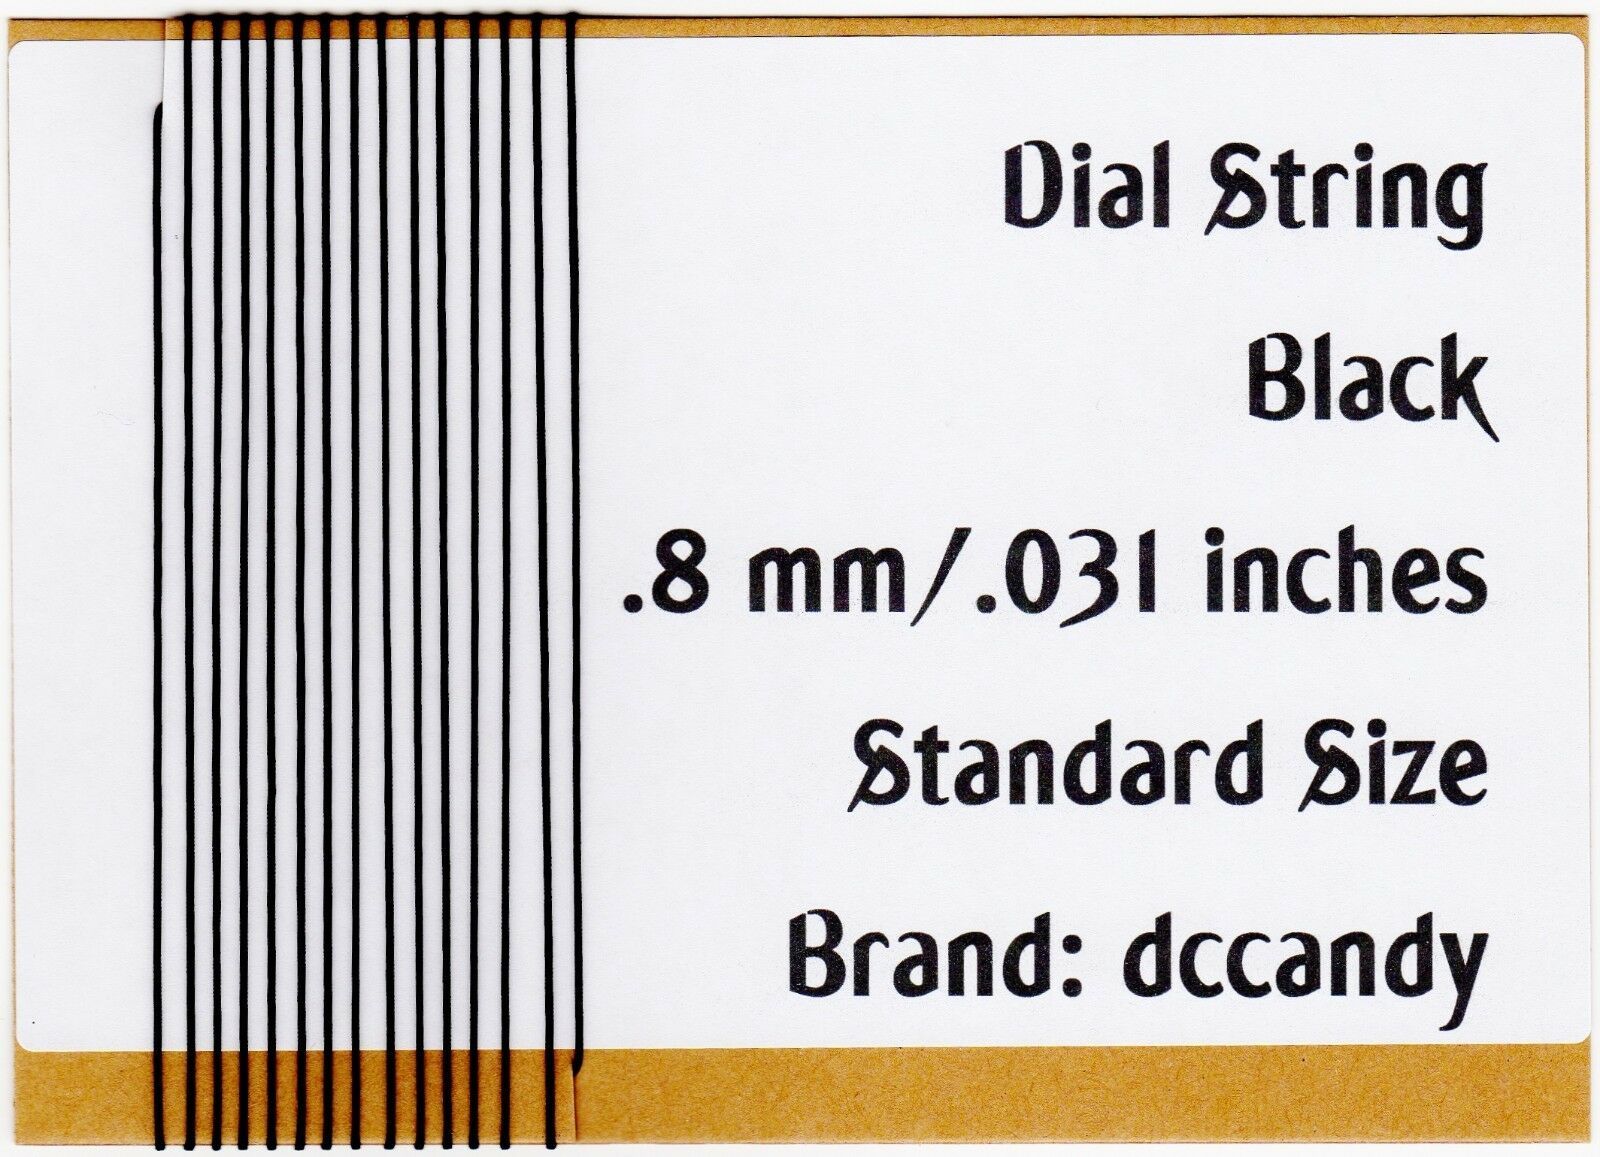 Dial String
Black
.8 mm/.031 inches
Standard Size
Brand: dccandy